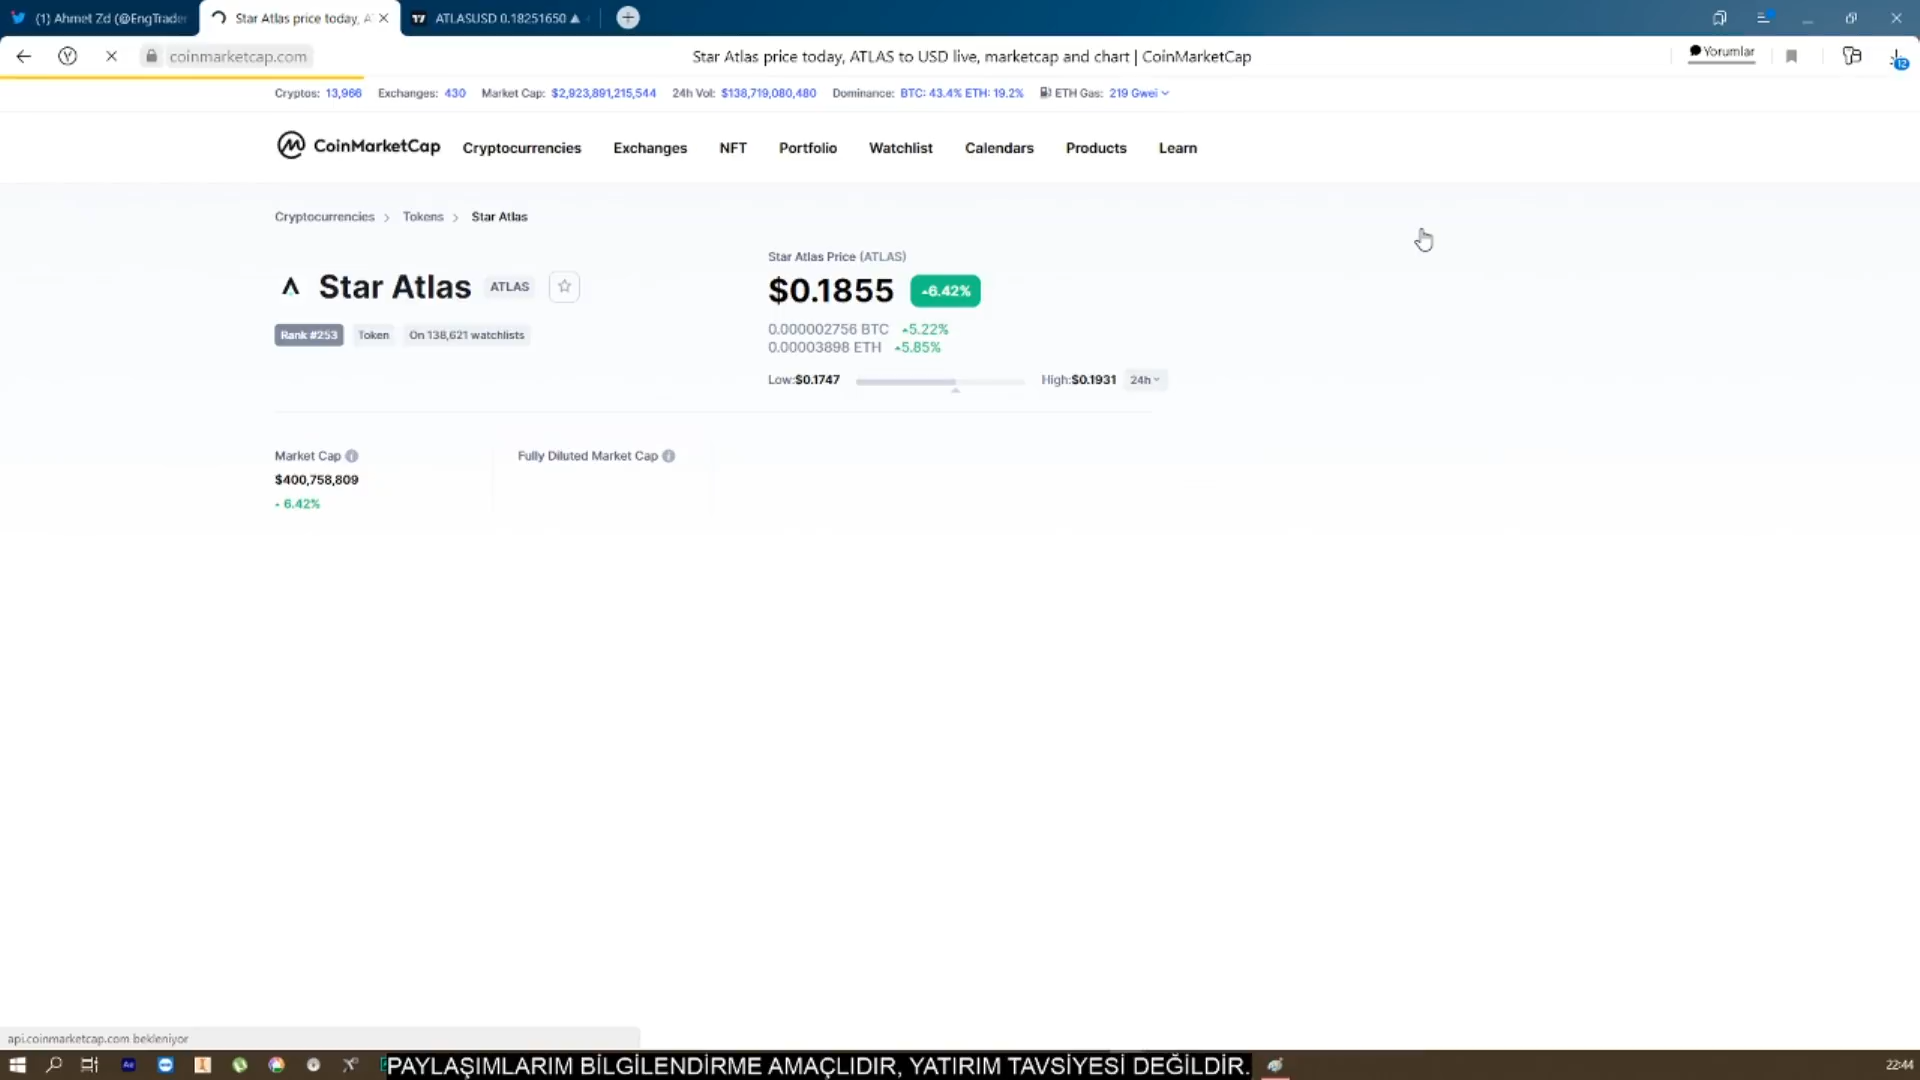 (1) Ahmet Zd (@EngTrader
Star Atlas price today, A
ATLASUSD 0.18251650 ▲
coinmarketcap.com
Star Atlas price today, ATLAS to USD live, marketcap and chart | CoinMarketCap
Yorumlar
12
Cryptos: 13,966 Exchanges: 430 Market Cap: $2,923,891,215,544 24h Vol: $138,719,080,480 Dominance: BTC: 43.4% ETH: 19.2% ETH Gas: 219 Gwei
CoinMarketCap Cryptocurrencies Exchanges NFT Portfolio Watchlist Calendars Products Learn
Cryptocurrencies > Tokens > Star Atlas
Star Atlas ATLAS
Rank #253 Token On 138,621 watchlists
Star Atlas Price (ATLAS)
$0.1855 6.42%
0.000002756 BTC 5.22%
0.00003898 ETH 5.85%
Low:$0.1747 High:$0.1931 24h
Market Cap
$400,758,809
6.42%
Fully Diluted Market Cap
api.coinmarketcap.com bekleniyor
PAYLAŞIMLARIM BİLGİLENDİRME AMAÇLIDIR, YATIRIM TAVSİYESİ DEĞİLDİR.
22:44